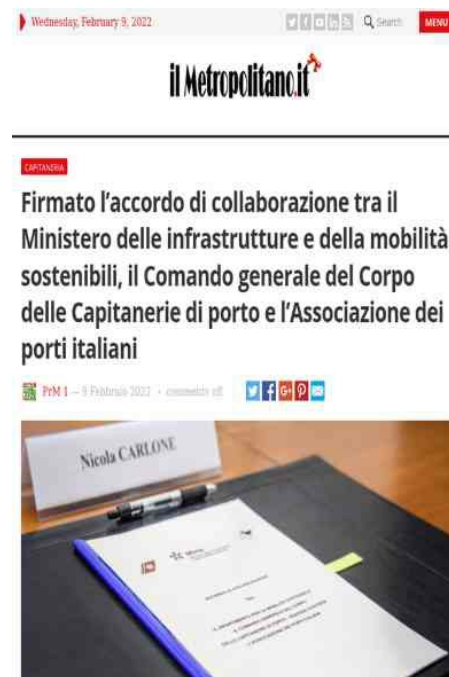 Wednesday, February 9, 2022
Search
MENU
il Metropolitano.it
CAPITANERIA
Firmato l'accordo di collaborazione tra il
Ministero delle infrastrutture e della mobilità
sostenibili, il Comando generale del Corpo
delle Capitanerie di porto e l'Associazione dei
porti italiani
PrM 1 — 9 Febbraio 2022 • comments off
Nicola CARLONE